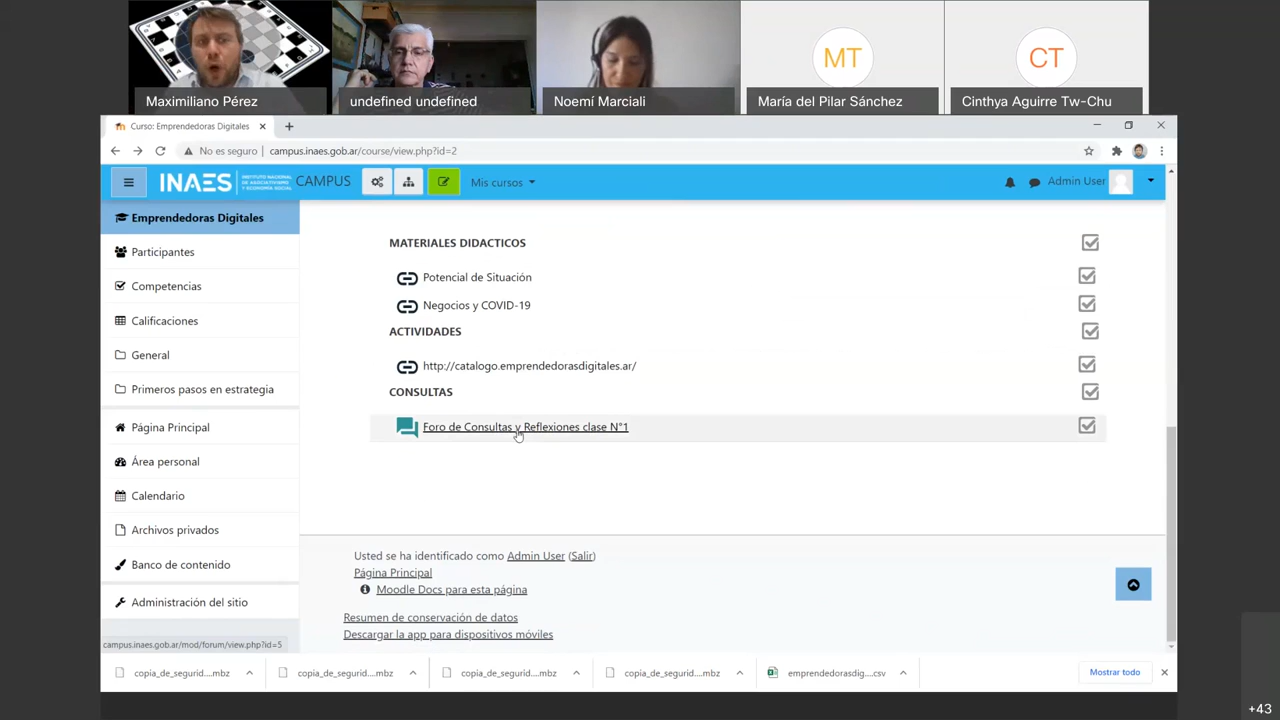 MT
CT
Maximiliano Pérez
undefined undefined
Noemí Marciali
María del Pilar Sánchez
Cinthya Aguirre Tw-Chu
Curso: Emprendedoras Digitales
No es seguro
campus.inaes.gob.ar/course/view.php?id=2
INAES
INSTITUTO NACIONAL
DE ASOCIATIVISMO
Y ECONOMÍA SOCIAL
CAMPUS
Mis cursos
Admin User
Emprendedoras Digitales
Participantes
Competencias
Calificaciones
General
Primeros pasos en estrategia
Página Principal
Área personal
Calendario
Archivos privados
Banco de contenido
Administración del sitio
MATERIALES DIDACTICOS
Potencial de Situación
Negocios y COVID-19
ACTIVIDADES
http://catalogo.emprendedorasdigitales.ar/
CONSULTAS
Foro de Consultas y Reflexiones clase N°1
Usted se ha identificado como Admin User (Salir)
Página Principal
Moodle Docs para esta página
Resumen de conservación de datos
Descargar la app para dispositivos móviles
campus.inaes.gob.ar/mod/forum/view.php?id=5
copia_de_segurid....mbz
copia_de_segurid....mbz
copia_de_segurid....mbz
copia_de_segurid....mbz
emprendedorasdig....csv
Mostrar todo
+43